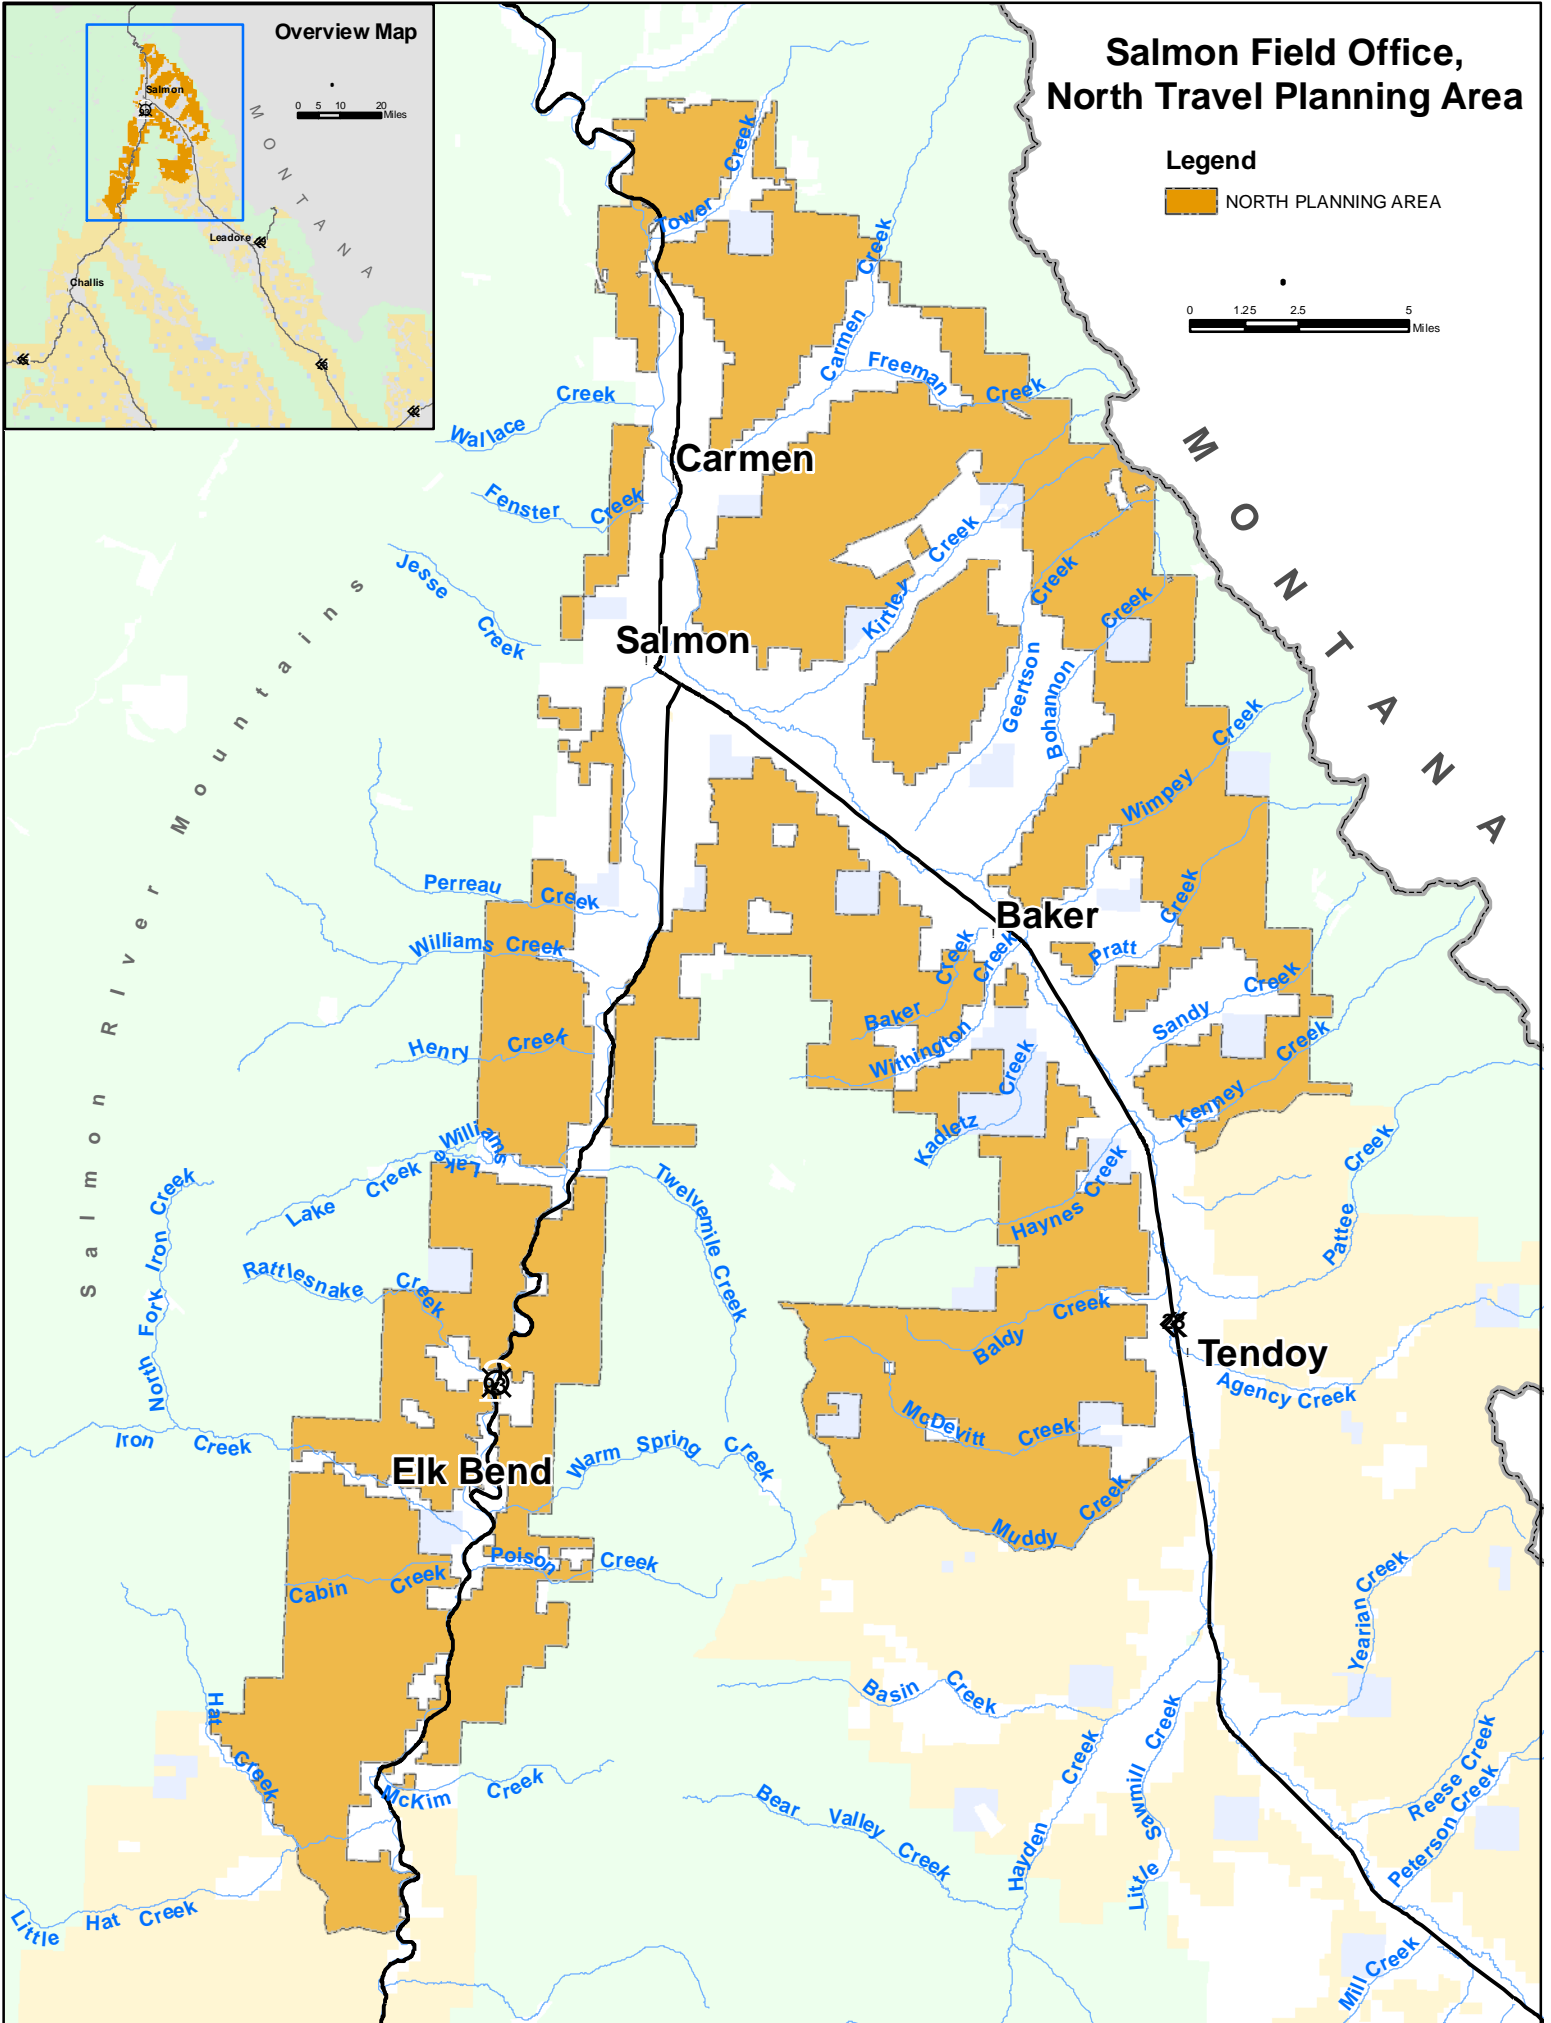 Overview Map
Salmon
93
0 5 10 20
Miles
MONTANA
Leadore
Challis
Salmon Field Office,
North Travel Planning Area
Legend
NORTH PLANNING AREA
0 1.25 2.5 5
Miles
MONTANA
Salmon River Mountains
Tower Creek
Carmen Creek
Freeman Creek
Wallace Creek
Carmen
Fenster Creek
Jesse Creek
Kirtley Creek
Geertson Creek
Bohannon Creek
Salmon
Wimpey Creek
Perreau Creek
Williams Creek
Baker
Pratt Creek
Baker Creek
Withington Creek
Sandy Creek
Henry Creek
Kadletz Creek
Kenney Creek
Williams Lake
Lake Creek
Twelvemile Creek
Haynes Creek
Pattee Creek
North Fork Iron Creek
Rattlesnake Creek
Baldy Creek
28
Tendoy
Agency Creek
93
McDevitt Creek
Iron Creek
Elk Bend
Warm Spring Creek
Muddy Creek
Poison Creek
Cabin Creek
Yearian Creek
Hat Creek
Basin Creek
McKim Creek
Bear Valley Creek
Hayden Creek
Little Sawmill Creek
Reese Creek
Peterson Creek
Little Hat Creek
Mill Creek